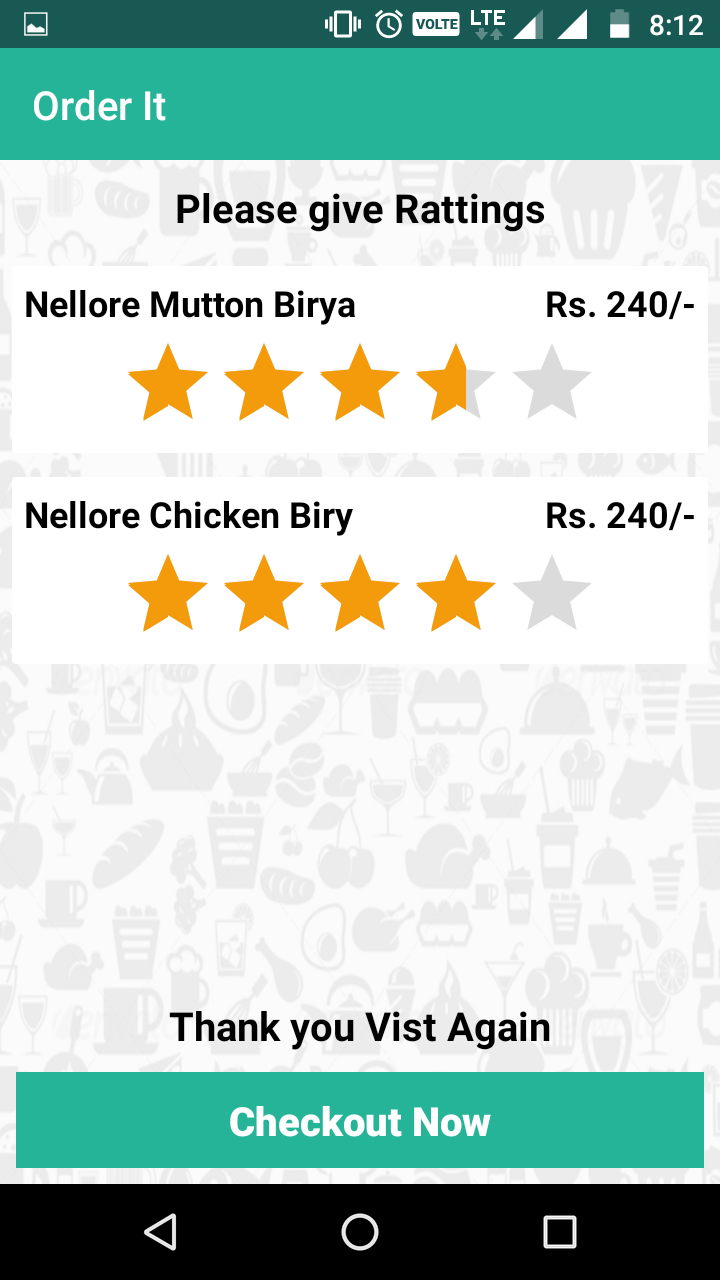 VOLTE LTE 8:12
Order It
Please give Rattings
Nellore Mutton Birya Rs. 240/-
Nellore Chicken Biry Rs. 240/-
Thank you Vist Again
Checkout Now